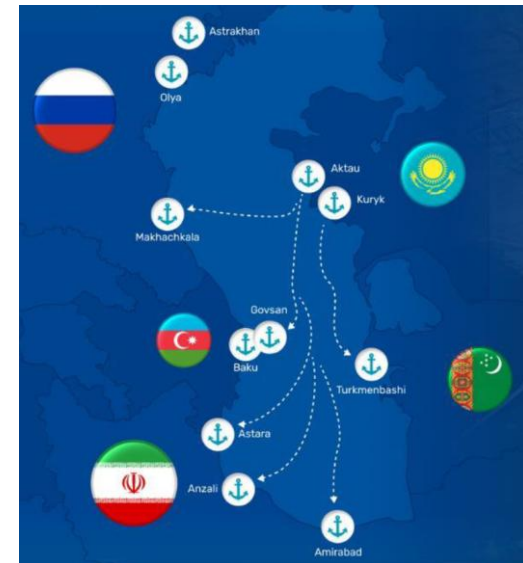 Astrakhan
Olya
Aktau
Kuryk
Makhachkala
Govsan
Baku
Turkmenbashi
Astara
Anzali
Amirabad